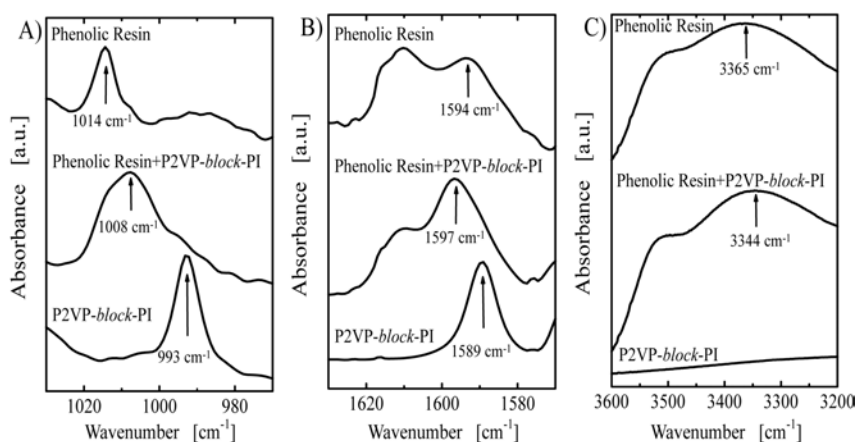 A)
Phenolic Resin
1014 cm⁻¹
Phenolic Resin+P2VP-block-PI
1008 cm⁻¹
P2VP-block-PI
993 cm⁻¹
Absorbance [a.u.]
1020 1000 980
Wavenumber [cm⁻¹]
B)
Phenolic Resin
1594 cm⁻¹
Phenolic Resin+P2VP-block-PI
1597 cm⁻¹
P2VP-block-PI
1589 cm⁻¹
Absorbance [a.u.]
1620 1600 1580
Wavenumber [cm⁻¹]
C)
Phenolic Resin
3365 cm⁻¹
Phenolic Resin+P2VP-block-PI
3344 cm⁻¹
P2VP-block-PI
Absorbance [a.u.]
3600 3500 3400 3300 3200
Wavenumber [cm⁻¹]